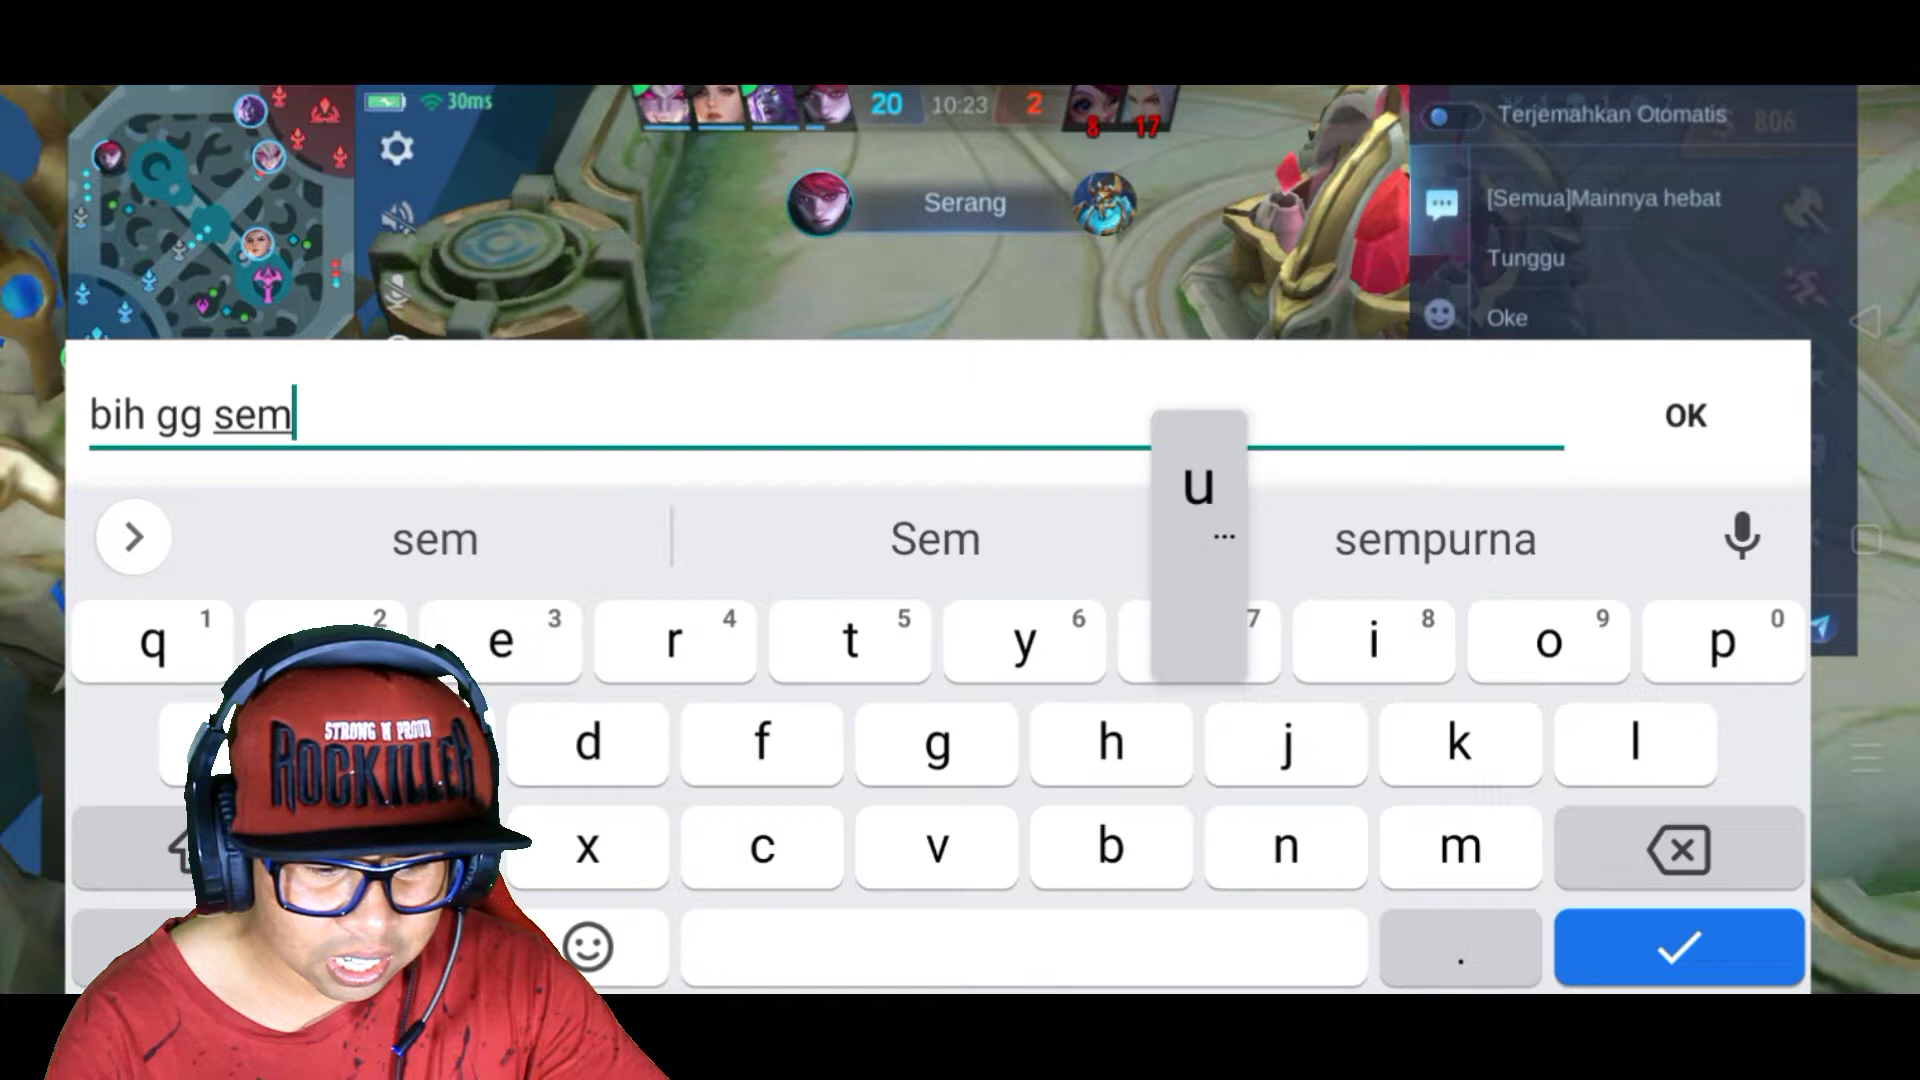 30ms
20 10:23 2
8 17
Terjemahkan Otomatis
806
Serang
[Semua]Mainnya hebat
Tunggu
Oke
bih gg sem
OK
u
...
sem Sem sempurna
q 1 2 e 3 r 4 t 5 y 6 7 i 8 o 9 p 0
d f g h j k l
x c v b n m
.
STRONG N PROUD
ROCKILLER